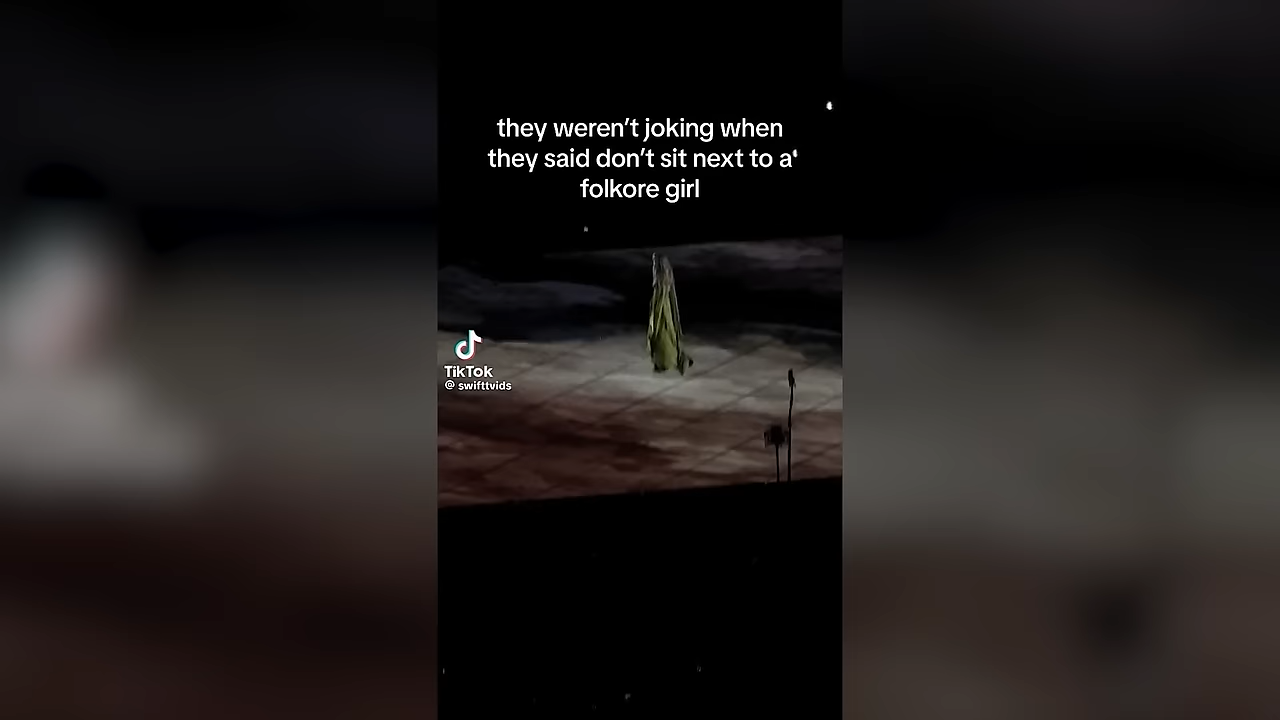 they weren't joking when
they said don't sit next to a
folkore girl
TikTok
@ swifttvids